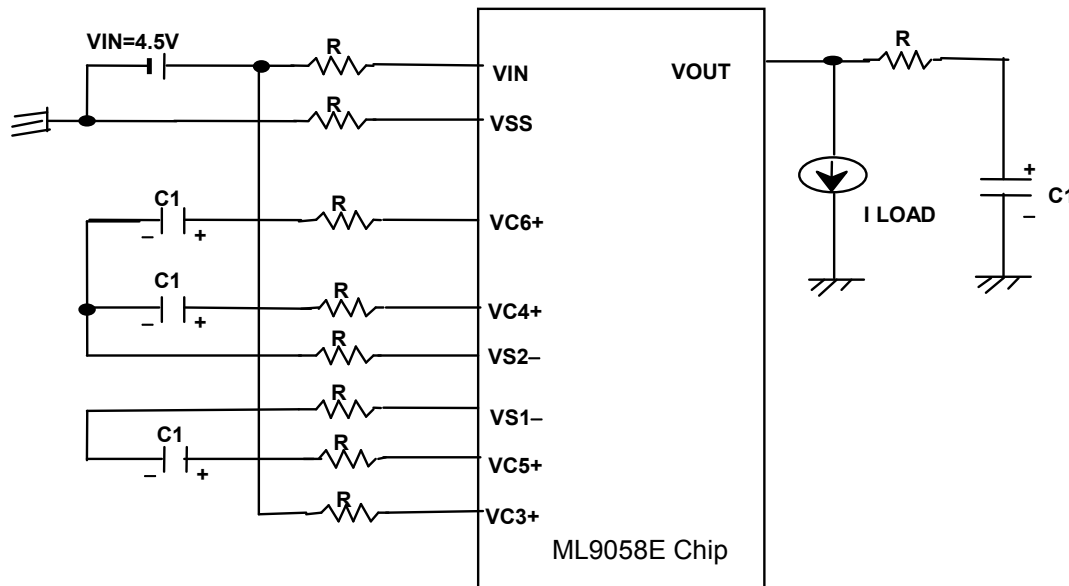 VIN=4.5V
R
VIN
R
VSS
C1
– +
R
VC6+
C1
– +
R
VC4+
R
VS2–
R
VS1–
C1
– +
R
VC5+
R
VC3+
ML9058E Chip
VOUT
R
I LOAD
+
C1
–